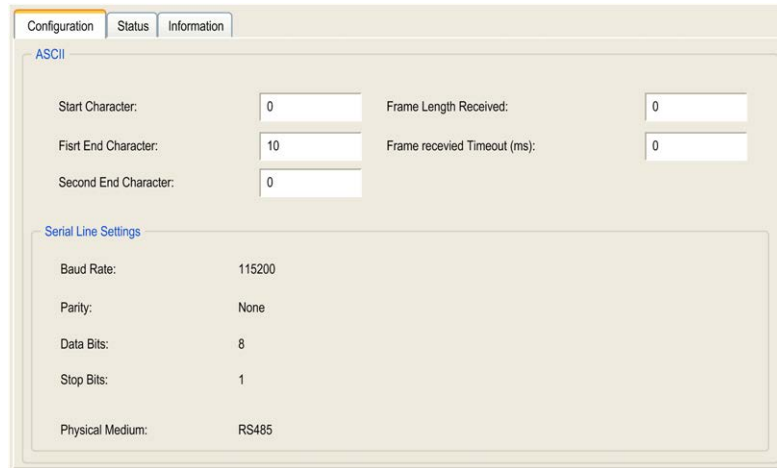 Configuration Status Information
ASCII
Start Character: 0 Frame Length Received: 0
Fisrt End Character: 10 Frame recevied Timeout (ms): 0
Second End Character: 0
Serial Line Settings
Baud Rate: 115200
Parity: None
Data Bits: 8
Stop Bits: 1
Physical Medium: RS485